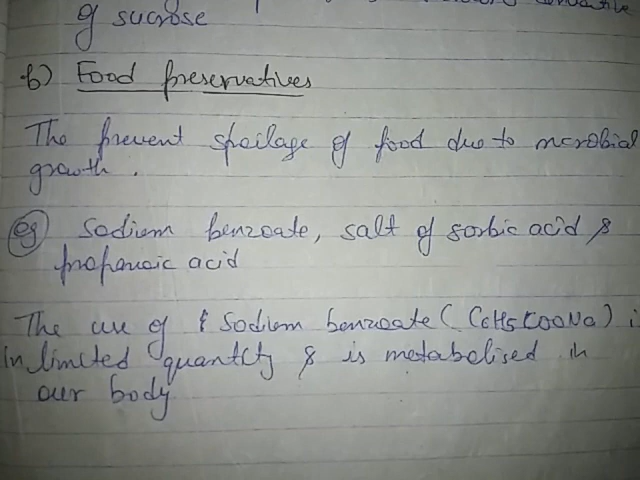 of sucrose
b) Food preservatives
The prevent spoilage of food due to microbial
growth.
eg Sodium benzoate, salt of sorbic acid &
propanoic acid
The use of Sodium benzoate (C6H5COONa) i
in limited quantity & is metabolised in
our body